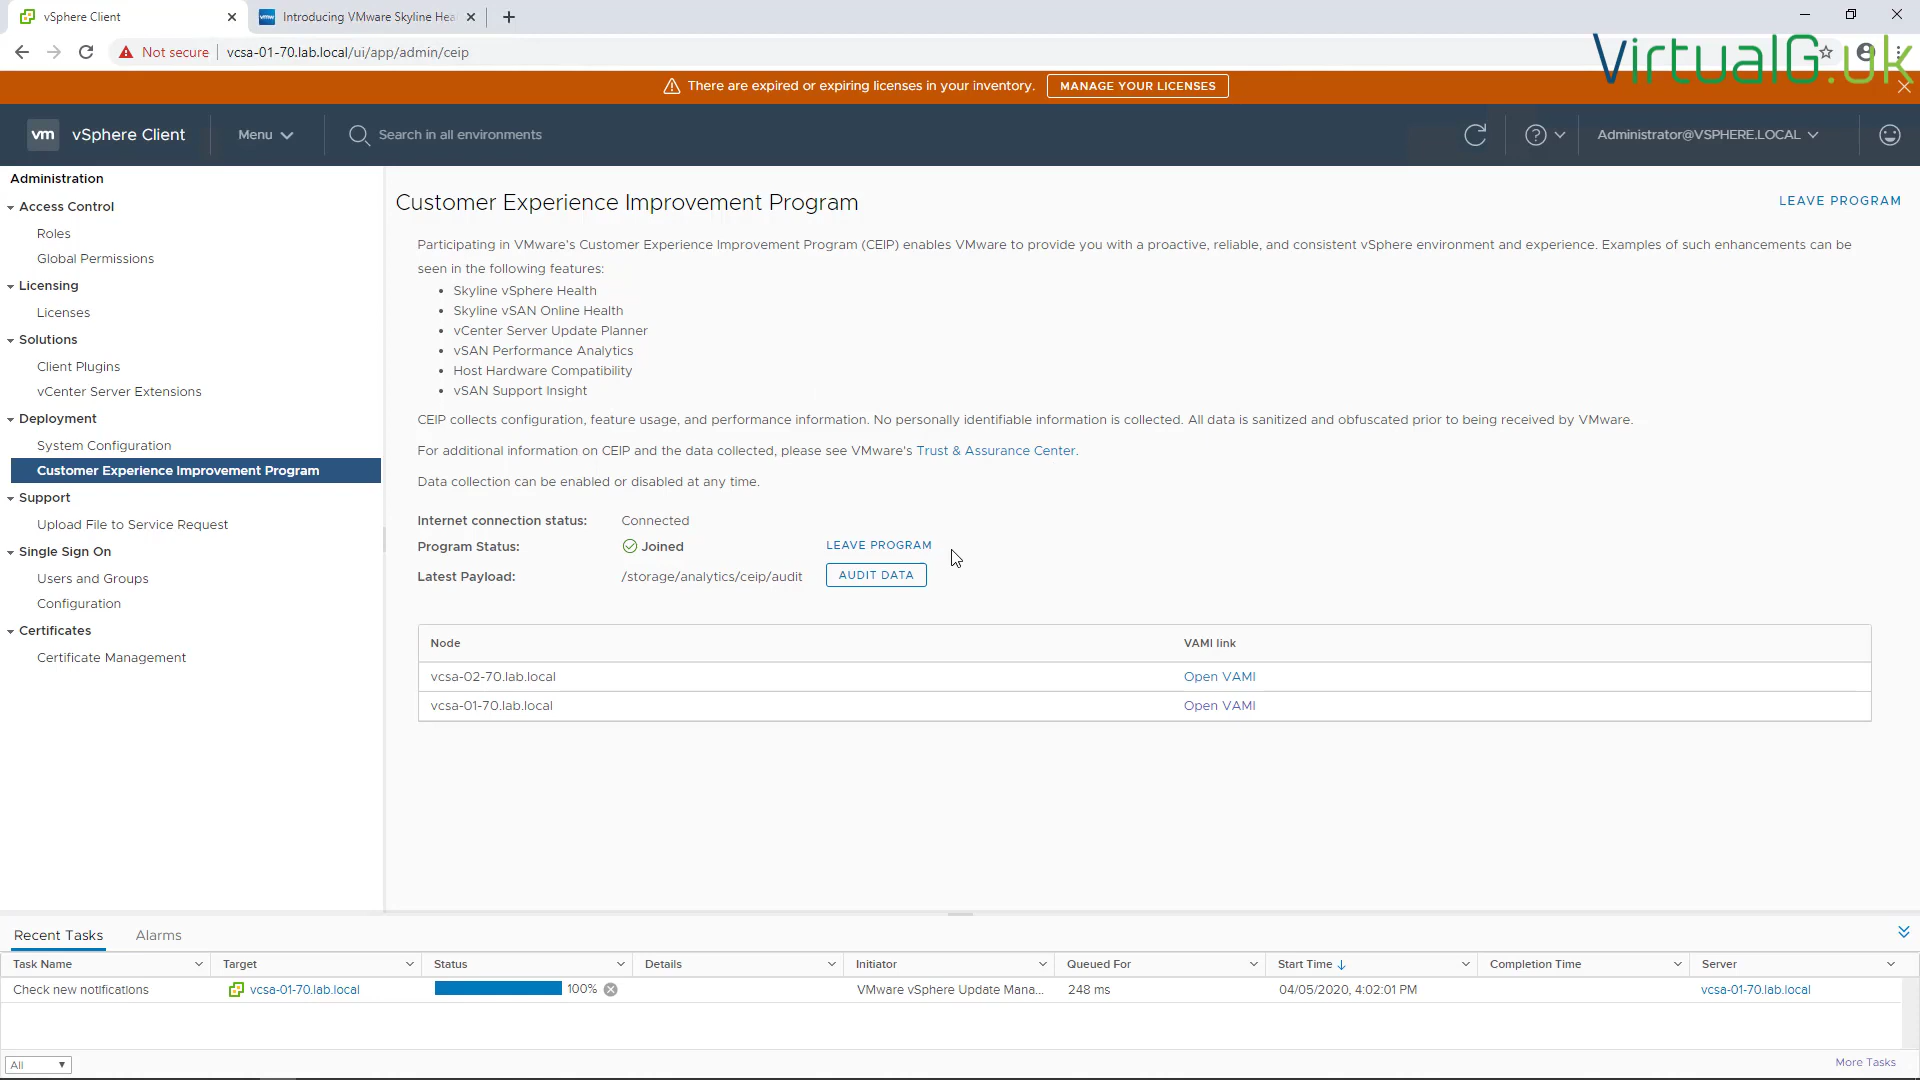 vSphere Client
Introducing VMware Skyline Hea
Not secure
vcsa-01-70.lab.local/ui/app/admin/ceip
VirtualG.uk
There are expired or expiring licenses in your inventory.
MANAGE YOUR LICENSES
vm
vSphere Client
Menu
Search in all environments
Administrator@VSPHERE.LOCAL
Administration
Access Control
Roles
Global Permissions
Licensing
Licenses
Solutions
Client Plugins
vCenter Server Extensions
Deployment
System Configuration
Customer Experience Improvement Program
Support
Upload File to Service Request
Single Sign On
Users and Groups
Configuration
Certificates
Certificate Management
Customer Experience Improvement Program
LEAVE PROGRAM
Participating in VMware's Customer Experience Improvement Program (CEIP) enables VMware to provide you with a proactive, reliable, and consistent vSphere environment and experience. Examples of such enhancements can be
seen in the following features:
• Skyline vSphere Health
• Skyline vSAN Online Health
• vCenter Server Update Planner
• vSAN Performance Analytics
• Host Hardware Compatibility
• vSAN Support Insight
CEIP collects configuration, feature usage, and performance information. No personally identifiable information is collected. All data is sanitized and obfuscated prior to being received by VMware.
For additional information on CEIP and the data collected, please see VMware's Trust & Assurance Center.
Data collection can be enabled or disabled at any time.
Internet connection status: Connected
Program Status: Joined LEAVE PROGRAM
Latest Payload: /storage/analytics/ceip/audit AUDIT DATA
Node VAMI link
vcsa-02-70.lab.local Open VAMI
vcsa-01-70.lab.local Open VAMI
Recent Tasks Alarms
Task Name Target Status Details Initiator Queued For Start Time Completion Time Server
Check new notifications vcsa-01-70.lab.local 100% VMware vSphere Update Mana... 248 ms 04/05/2020, 4:02:01 PM vcsa-01-70.lab.local
All
More Tasks